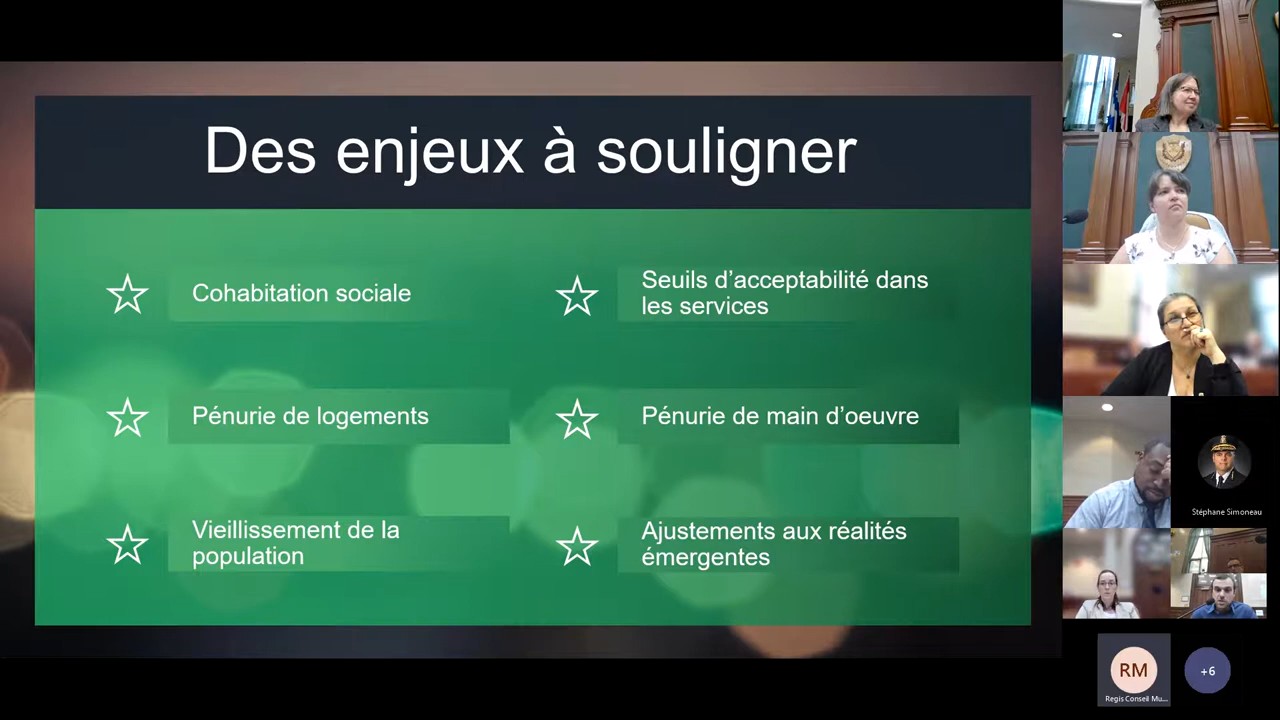 Des enjeux à souligner
Cohabitation sociale
Seuils d’acceptabilité dans
les services
Pénurie de logements
Pénurie de main d’oeuvre
Vieillissement de la
population
Ajustements aux réalités
émergentes
Stéphane Simoneau
RM
Regis Conseil Mu...
+6